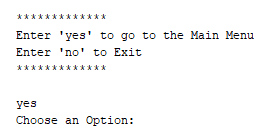 *************
Enter 'yes' to go to the Main Menu
Enter 'no' to Exit
*************
yes
Choose an Option: